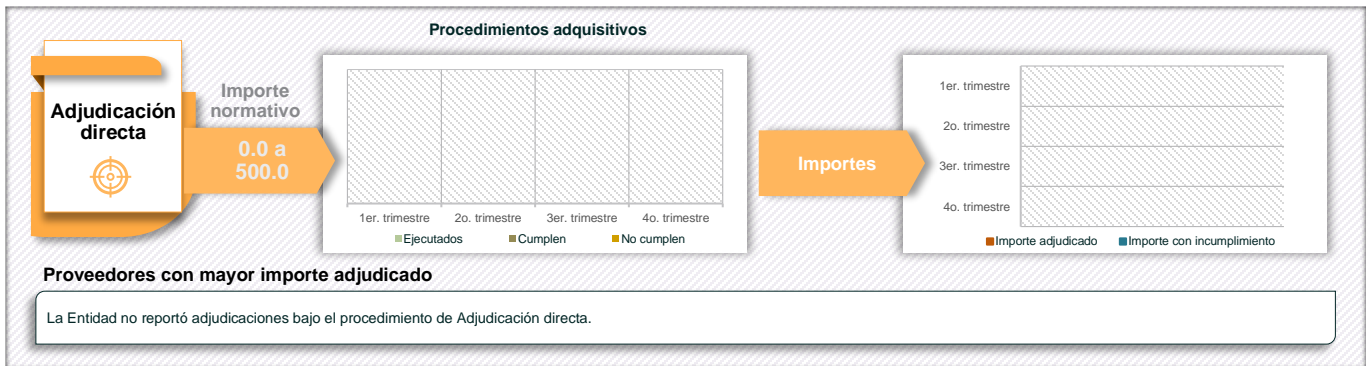 Procedimientos adquisitivos
Adjudicación
directa
Importe
normativo
0.0 a
500.0
1er. trimestre
2o. trimestre
3er. trimestre
4o. trimestre
Ejecutados
Cumplen
No cumplen
Importes
1er. trimestre
2o. trimestre
3er. trimestre
4o. trimestre
Importe adjudicado
Importe con incumplimiento
Proveedores con mayor importe adjudicado
La Entidad no reportó adjudicaciones bajo el procedimiento de Adjudicación directa.